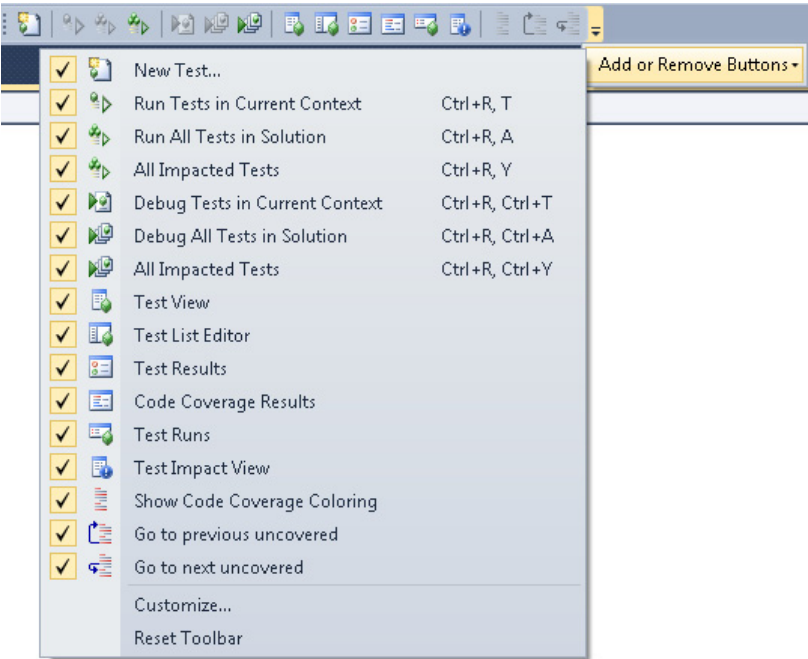 Add or Remove Buttons
New Test...
Run Tests in Current Context Ctrl+R, T
Run All Tests in Solution Ctrl+R, A
All Impacted Tests Ctrl+R, Y
Debug Tests in Current Context Ctrl+R, Ctrl+T
Debug All Tests in Solution Ctrl+R, Ctrl+A
All Impacted Tests Ctrl+R, Ctrl+Y
Test View
Test List Editor
Test Results
Code Coverage Results
Test Runs
Test Impact View
Show Code Coverage Coloring
Go to previous uncovered
Go to next uncovered
Customize...
Reset Toolbar